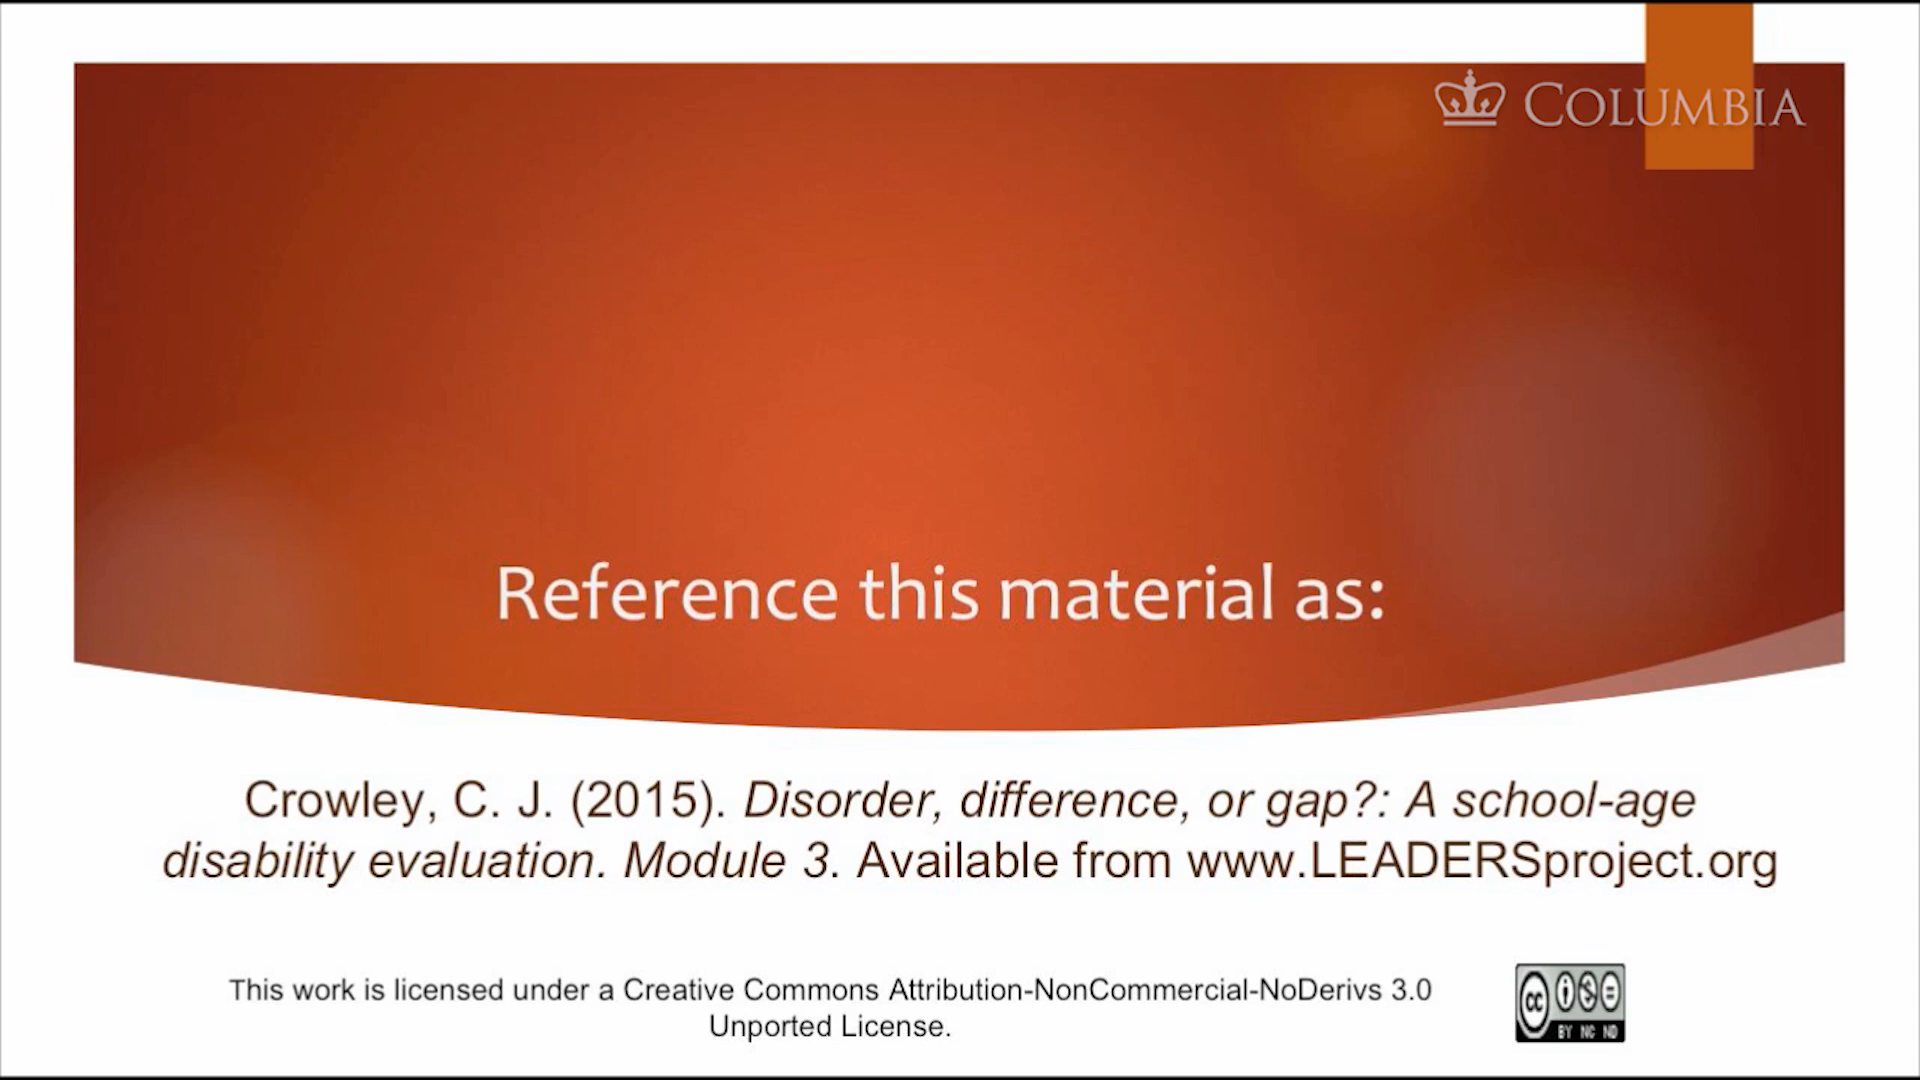 COLUMBIA
Reference this material as:
Crowley, C. J. (2015). Disorder, difference, or gap?: A school-age
disability evaluation. Module 3. Available from www.LEADERSproject.org
This work is licensed under a Creative Commons Attribution-NonCommercial-NoDerivs 3.0
Unported License.
cc
BY NC ND